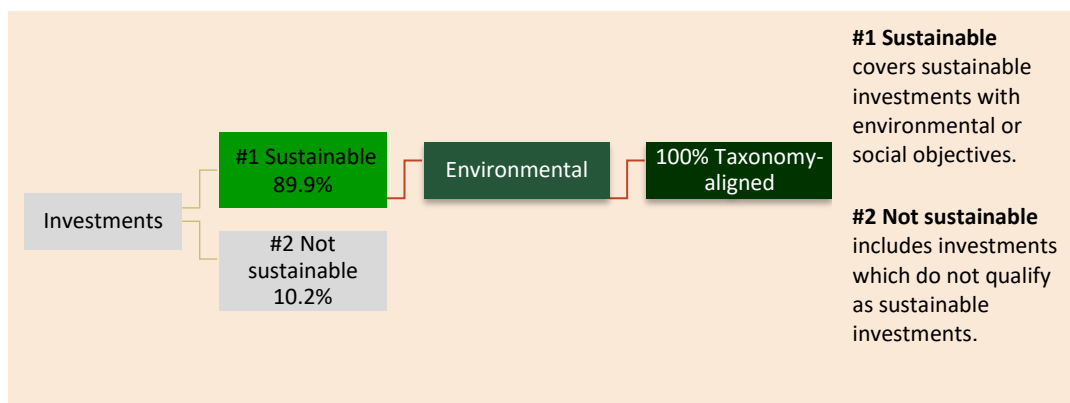 Investments
#1 Sustainable
89.9%
#2 Not
sustainable
10.2%
Environmental
100% Taxonomy-
aligned
#1 Sustainable
covers sustainable
investments with
environmental or
social objectives.
#2 Not sustainable
includes investments
which do not qualify
as sustainable
investments.